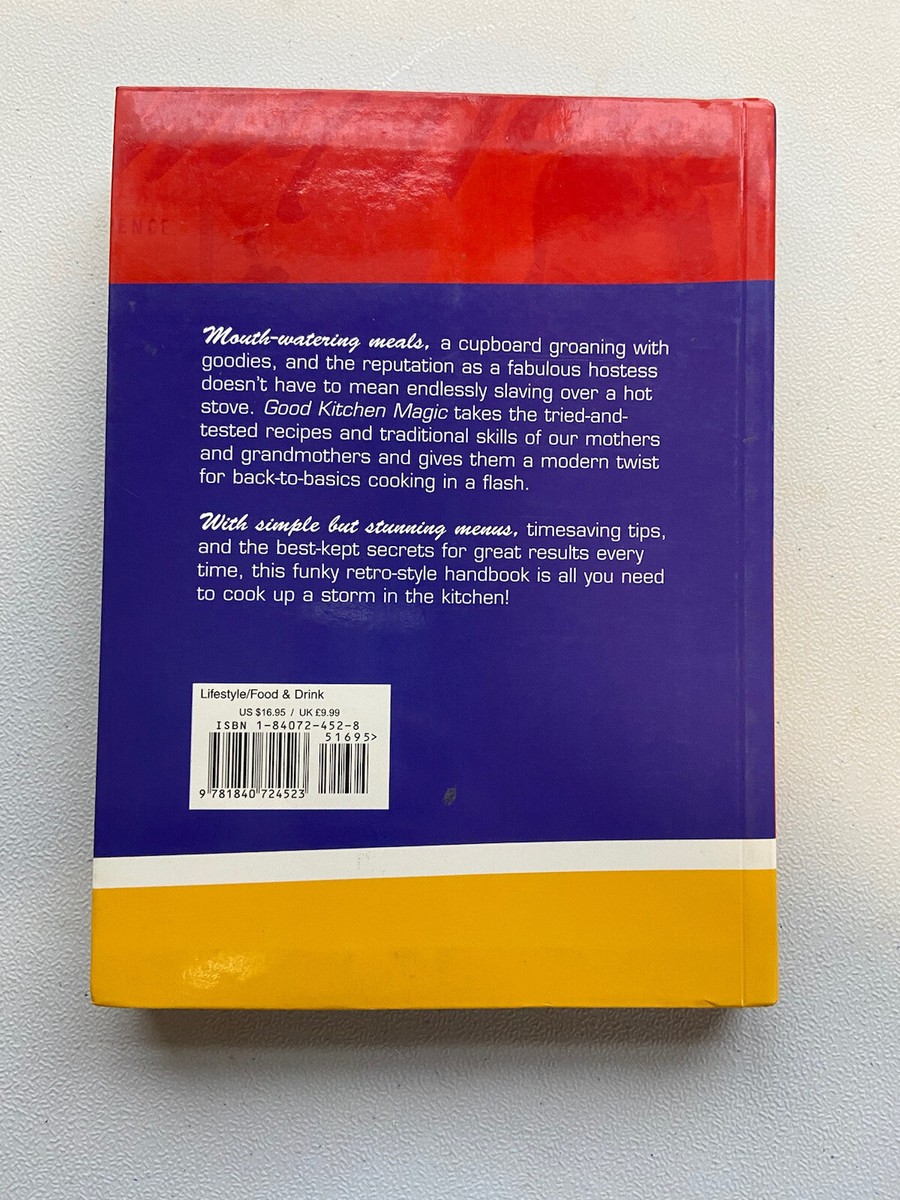 Mouth-watering meals, a cupboard groaning with
goodies, and the reputation as a fabulous hostess
doesn't have to mean endlessly slaving over a hot
stove. Good Kitchen Magic takes the tried-and-
tested recipes and traditional skills of our mothers
and grandmothers and gives them a modern twist
for back-to-basics cooking in a flash.
With simple but stunning menus, timesaving tips,
and the best-kept secrets for great results every
time, this funky retro-style handbook is all you need
to cook up a storm in the kitchen!
Lifestyle/Food & Drink
US $16.95 / UK £9.99
ISBN 1-84072-452-8
51695>
9 781840 724523